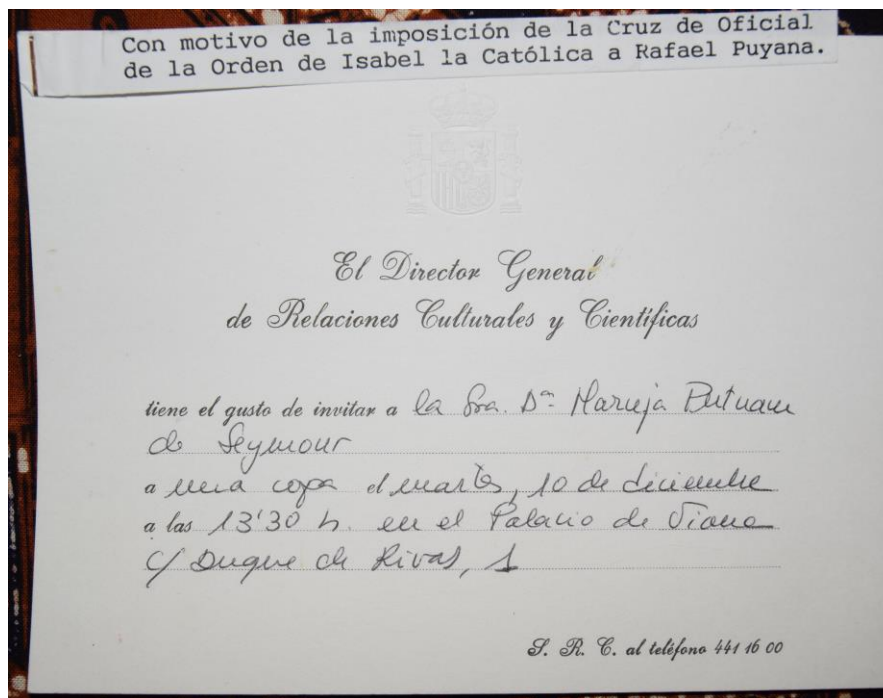 Con motivo de la imposición de la Cruz de Oficial
de la Orden de Isabel la Católica a Rafael Puyana.
El Director General
de Relaciones Culturales y Científicas
tiene el gusto de invitar a la Sra. Dª Maruja Putnam
de Seymour
a una copa el martes, 10 de diciembre
a las 13'30 h. en el Palacio de Viana
c/ Duque de Rivas, 1
S. R. C. al teléfono 441 16 00